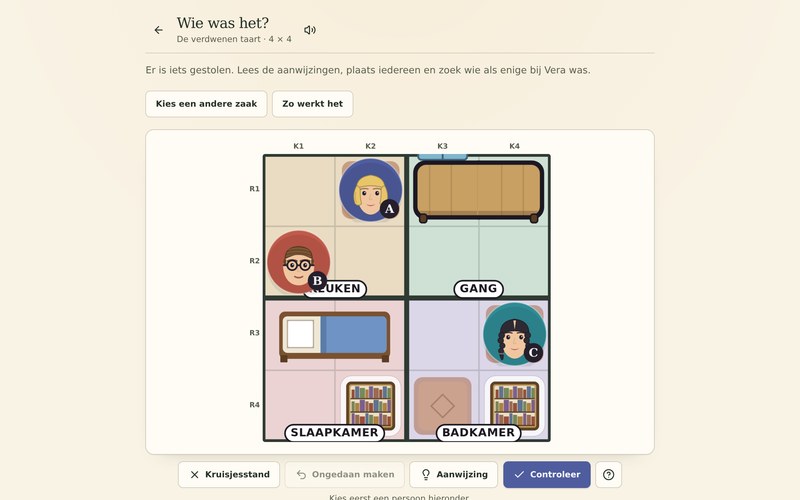 Wie was het?
De verdwenen taart · 4 × 4
Er is iets gestolen. Lees de aanwijzingen, plaats iedereen en zoek wie als enige bij Vera was.
Kies een andere zaak
Zo werkt het
K1 K2 K3 K4
R1
A
R2
B
GANG
R3
C
R4
SLAAPKAMER
BADKAMER
Kruisjesstand
Ongedaan maken
Aanwijzing
Controleer
Kies eerst een persoon hieronder